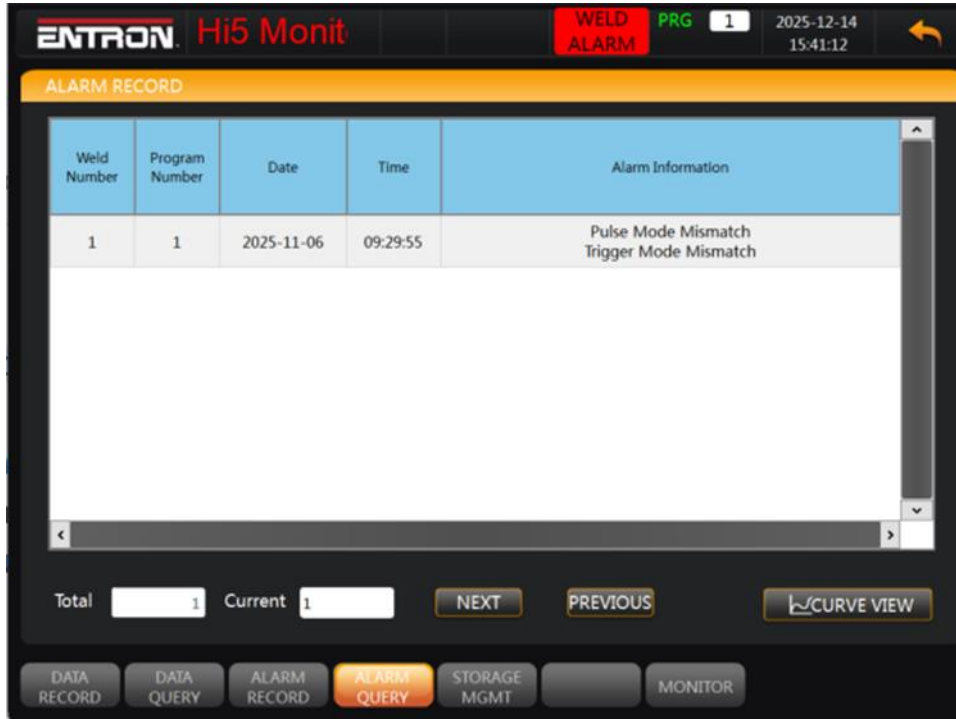 ENTRON. Hi5 Monit
WELD ALARM
PRG 1
2025-12-14
15:41:12
ALARM RECORD
Weld Number
Program Number
Date
Time
Alarm Information
1
1
2025-11-06
09:29:55
Pulse Mode Mismatch
Trigger Mode Mismatch
Total 1 Current 1 NEXT PREVIOUS CURVE VIEW
DATA RECORD
DATA QUERY
ALARM RECORD
ALARM QUERY
STORAGE MGMT
MONITOR